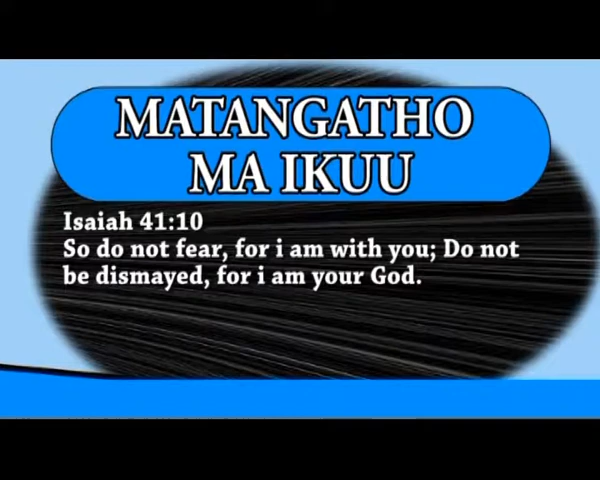 MATANGATHO
MA IKUU
Isaiah 41:10
So do not fear, for i am with you; Do not
be dismayed, for i am your God.